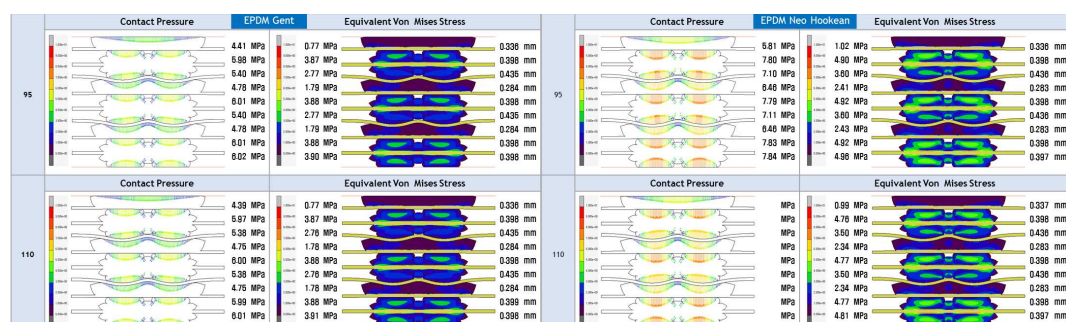 Contact Pressure EPDM Gent Equivalent Von Mises Stress Contact Pressure EPDM Neo Hookean Equivalent Von Mises Stress
4.41 MPa 0.77 MPa 0.336 mm 5.81 MPa 1.02 MPa 0.336 mm
5.98 MPa 3.87 MPa 0.398 mm 7.80 MPa 4.90 MPa 0.398 mm
5.40 MPa 2.77 MPa 0.435 mm 7.10 MPa 3.60 MPa 0.436 mm
4.78 MPa 1.79 MPa 0.284 mm 6.46 MPa 2.41 MPa 0.283 mm
95 6.01 MPa 3.88 MPa 0.398 mm 95 7.79 MPa 4.92 MPa 0.398 mm
5.40 MPa 2.77 MPa 0.435 mm 7.11 MPa 3.60 MPa 0.436 mm
4.78 MPa 1.79 MPa 0.284 mm 6.46 MPa 2.43 MPa 0.283 mm
6.01 MPa 3.88 MPa 0.398 mm 7.83 MPa 4.92 MPa 0.398 mm
6.02 MPa 3.90 MPa 0.398 mm 7.84 MPa 4.96 MPa 0.397 mm
Contact Pressure Equivalent Von Mises Stress Contact Pressure Equivalent Von Mises Stress
4.39 MPa 0.77 MPa 0.336 mm MPa 0.99 MPa 0.337 mm
5.97 MPa 3.87 MPa 0.398 mm MPa 4.76 MPa 0.398 mm
5.38 MPa 2.76 MPa 0.435 mm MPa 3.50 MPa 0.436 mm
4.75 MPa 1.78 MPa 0.284 mm MPa 2.34 MPa 0.283 mm
110 6.00 MPa 3.88 MPa 0.398 mm 110 MPa 4.77 MPa 0.398 mm
5.38 MPa 2.76 MPa 0.435 mm MPa 3.50 MPa 0.436 mm
4.75 MPa 1.78 MPa 0.284 mm MPa 2.34 MPa 0.283 mm
5.99 MPa 3.88 MPa 0.399 mm MPa 4.77 MPa 0.398 mm
6.01 MPa 3.91 MPa 0.398 mm MPa 4.81 MPa 0.397 mm